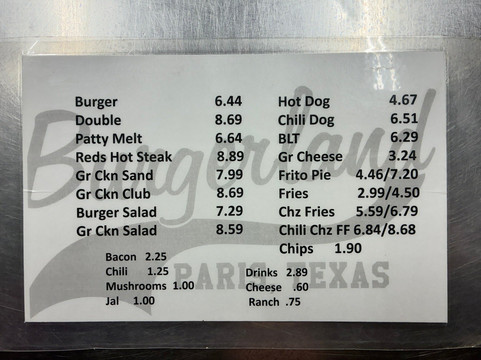 Burgerland
PARIS, TEXAS
Burger 6.44
Double 8.69
Patty Melt 6.64
Reds Hot Steak 8.89
Gr Ckn Sand 7.99
Gr Ckn Club 8.69
Burger Salad 7.29
Gr Ckn Salad 8.59
Bacon 2.25
Chili 1.25
Mushrooms 1.00
Jal 1.00
Hot Dog 4.67
Chili Dog 6.51
BLT 6.29
Gr Cheese 3.24
Frito Pie 4.46/7.20
Fries 2.99/4.50
Chz Fries 5.59/6.79
Chili Chz FF 6.84/8.68
Chips 1.90
Drinks 2.89
Cheese .60
Ranch .75